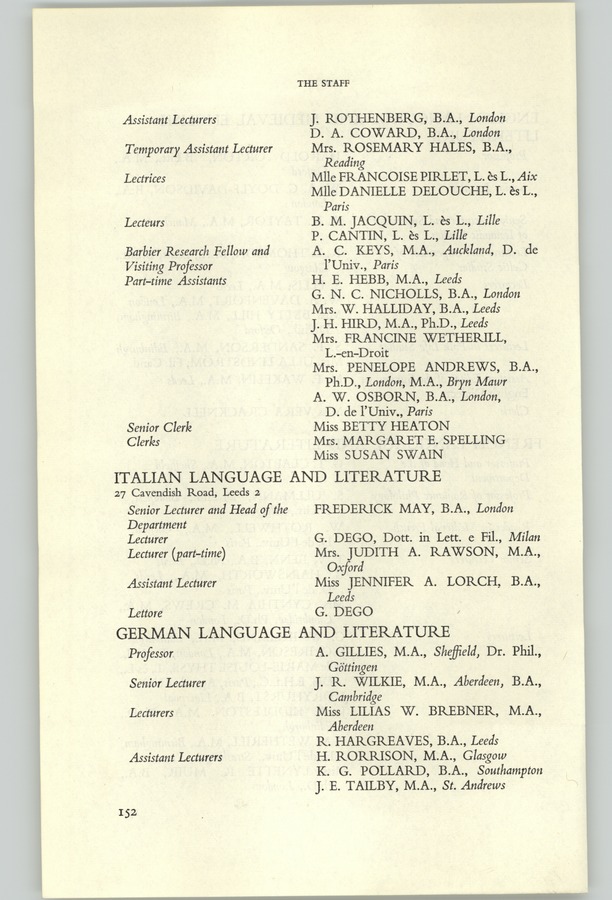 THE STAFF
Assistant Lecturers J. ROTHENBERG, B.A., London
D. A. COWARD, B.A., London
Temporary Assistant Lecturer Mrs. ROSEMARY HALES, B.A.,
Reading
Lectrices Mlle FRANCOISE PIRLET, L. ès L., Aix
Mlle DANIELLE DELOUCHE, L. ès L.,
Paris
Lecteurs B. M. JACQUIN, L. ès L., Lille
P. CANTIN, L. ès L., Lille
Barbier Research Fellow and A. C. KEYS, M.A., Auckland, D. de
Visiting Professor l'Univ., Paris
Part-time Assistants H. E. HEBB, M.A., Leeds
G. N. C. NICHOLLS, B.A., London
Mrs. W. HALLIDAY, B.A., Leeds
J. H. HIRD, M.A., Ph.D., Leeds
Mrs. FRANCINE WETHERILL,
L.-en-Droit
Mrs. PENELOPE ANDREWS, B.A.,
Ph.D., London, M.A., Bryn Mawr
A. W. OSBORN, B.A., London,
D. de l'Univ., Paris
Senior Clerk Miss BETTY HEATON
Clerks Mrs. MARGARET E. SPELLING
Miss SUSAN SWAIN
ITALIAN LANGUAGE AND LITERATURE
27 Cavendish Road, Leeds 2
Senior Lecturer and Head of the FREDERICK MAY, B.A., London
Department
Lecturer G. DEGO, Dott. in Lett. e Fil., Milan
Lecturer (part-time) Mrs. JUDITH A. RAWSON, M.A.,
Oxford
Assistant Lecturer Miss JENNIFER A. LORCH, B.A.,
Leeds
Lettore G. DEGO
GERMAN LANGUAGE AND LITERATURE
Professor A. GILLIES, M.A., Sheffield, Dr. Phil.,
Göttingen
Senior Lecturer J. R. WILKIE, M.A., Aberdeen, B.A.,
Cambridge
Lecturers Miss LILIAS W. BREBNER, M.A.,
Aberdeen
R. HARGREAVES, B.A., Leeds
Assistant Lecturers H. RORRISON, M.A., Glasgow
K. G. POLLARD, B.A., Southampton
J. E. TAILBY, M.A., St. Andrews
152